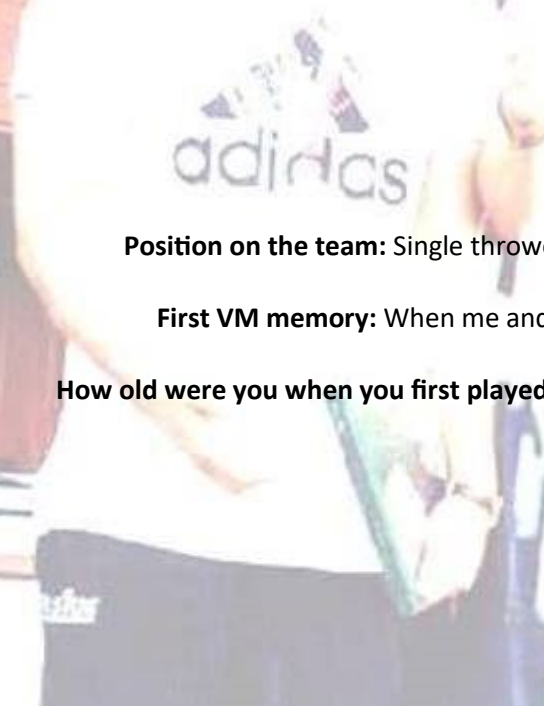 adidas
Position on the team: Single throwe
First VM memory: When me and
How old were you when you first played